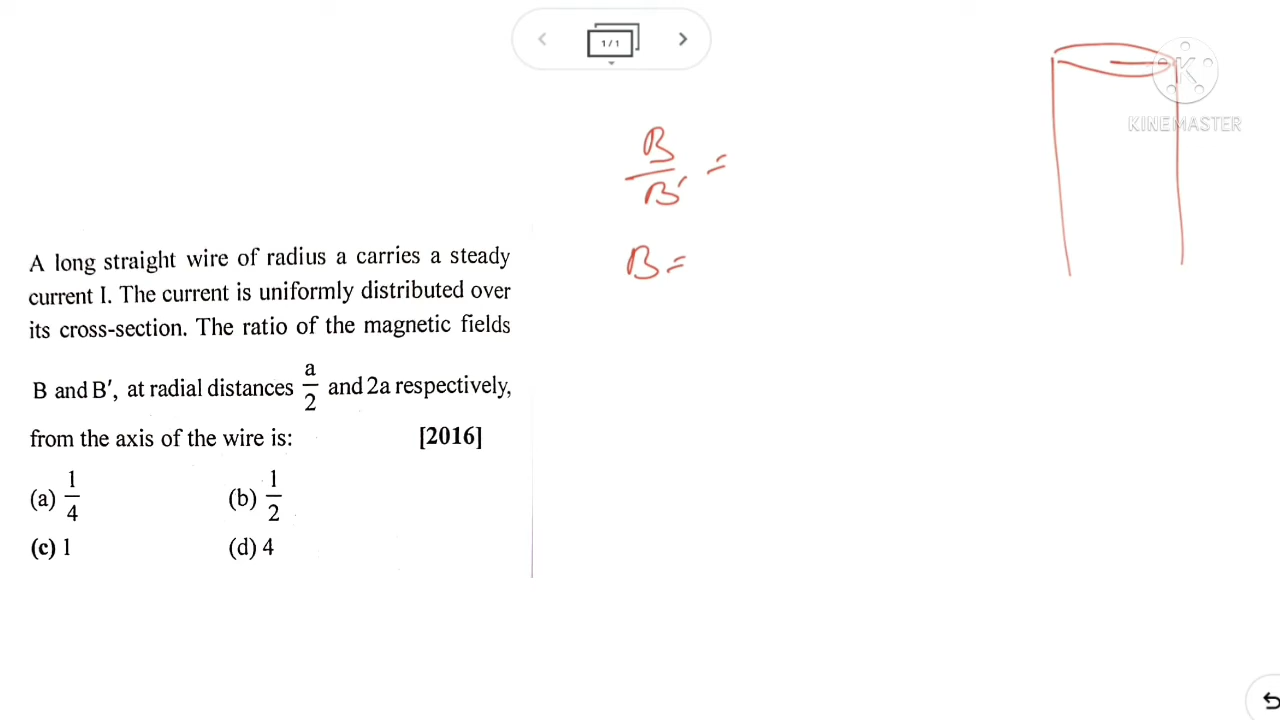 1/1
KINEMASTER
B/B′ =
B =
A long straight wire of radius a carries a steady
current I. The current is uniformly distributed over
its cross-section. The ratio of the magnetic fields
B and B′, at radial distances a/2 and 2a respectively,
from the axis of the wire is: [2016]
(a) 1/4 (b) 1/2
(c) 1 (d) 4